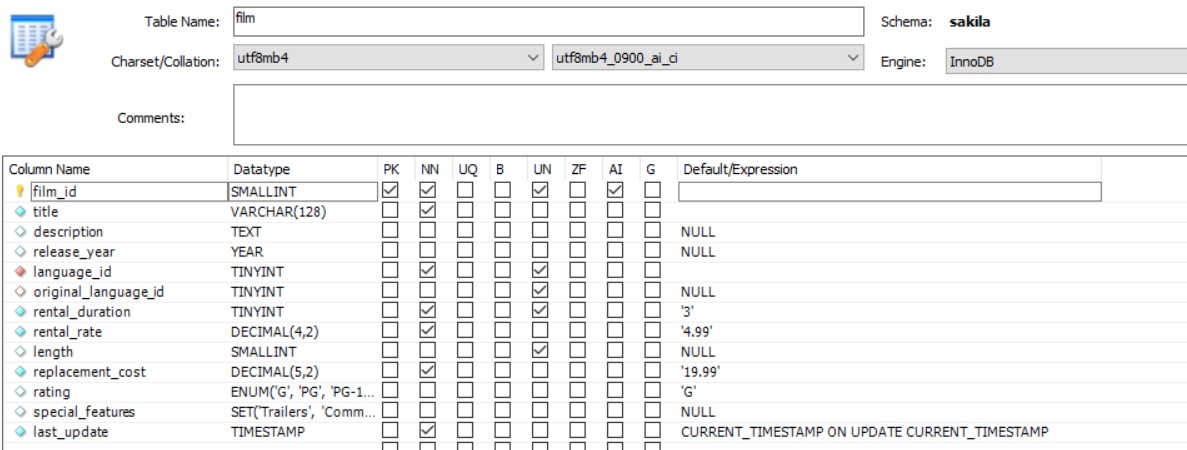 Table Name: film Schema: sakila
Charset/Collation: utf8mb4 utf8mb4_0900_ai_ci Engine: InnoDB
Comments:
Column Name Datatype PK NN UQ B UN ZF AI G Default/Expression
film_id SMALLINT
title VARCHAR(128)
description TEXT NULL
release_year YEAR NULL
language_id TINYINT
original_language_id TINYINT NULL
rental_duration TINYINT '3'
rental_rate DECIMAL(4,2) '4.99'
length SMALLINT NULL
replacement_cost DECIMAL(5,2) '19.99'
rating ENUM('G', 'PG', 'PG-1... 'G'
special_features SET('Trailers', 'Comm... NULL
last_update TIMESTAMP CURRENT_TIMESTAMP ON UPDATE CURRENT_TIMESTAMP